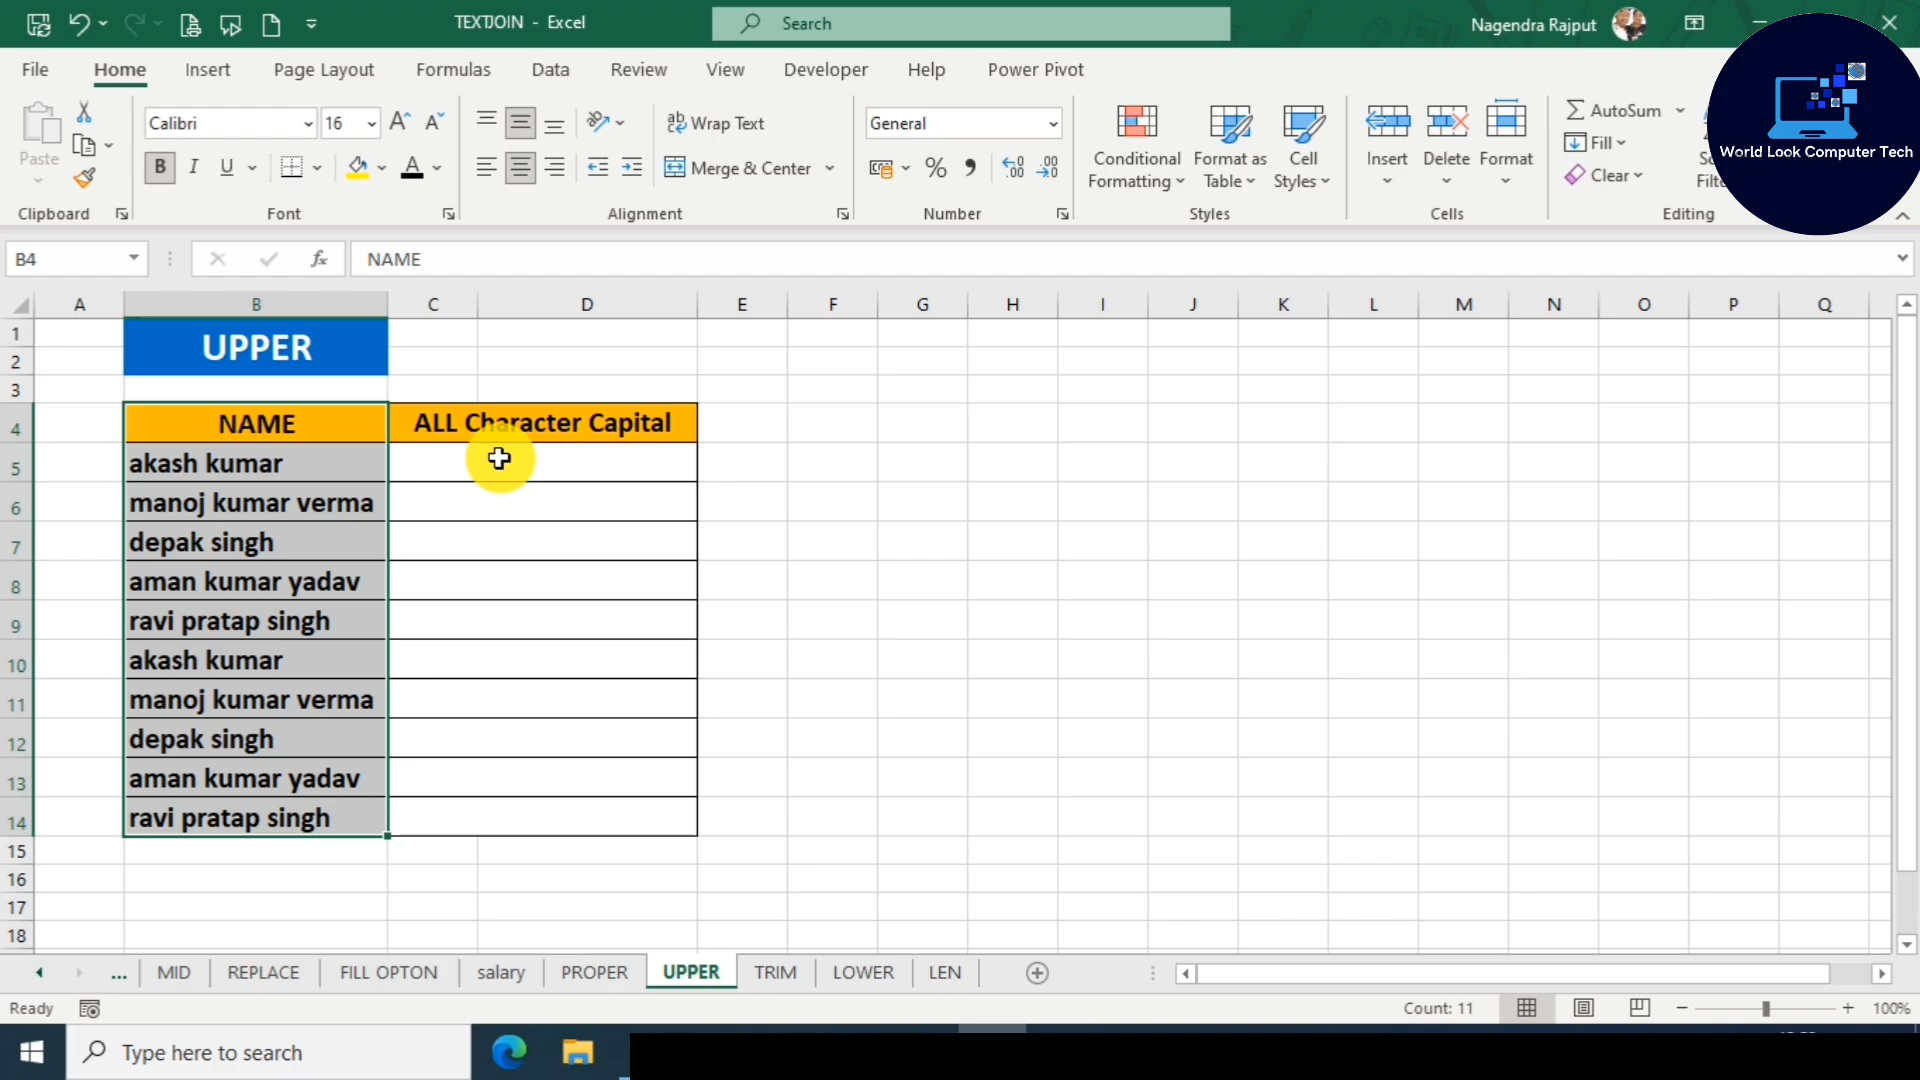 TEXTJOIN - Excel
Search
Nagendra Rajput
File Home Insert Page Layout Formulas Data Review View Developer Help Power Pivot
Paste
Calibri 16
B I U
ab Wrap Text
Merge & Center
General
Conditional Formatting
Format as Table
Cell Styles
Insert Delete Format
AutoSum
Fill
Clear
World Look Computer Tech
Clipboard Font Alignment Number Styles Cells Editing
B4 fx NAME
A B C D E F G H I J K L M N O P Q
1
UPPER
2
3
4 NAME ALL Character Capital
5 akash kumar
6 manoj kumar verma
7 depak singh
8 aman kumar yadav
9 ravi pratap singh
10 akash kumar
11 manoj kumar verma
12 depak singh
13 aman kumar yadav
14 ravi pratap singh
15
16
17
18
... MID REPLACE FILL OPTON salary PROPER UPPER TRIM LOWER LEN
Ready Count: 11 100%
Type here to search